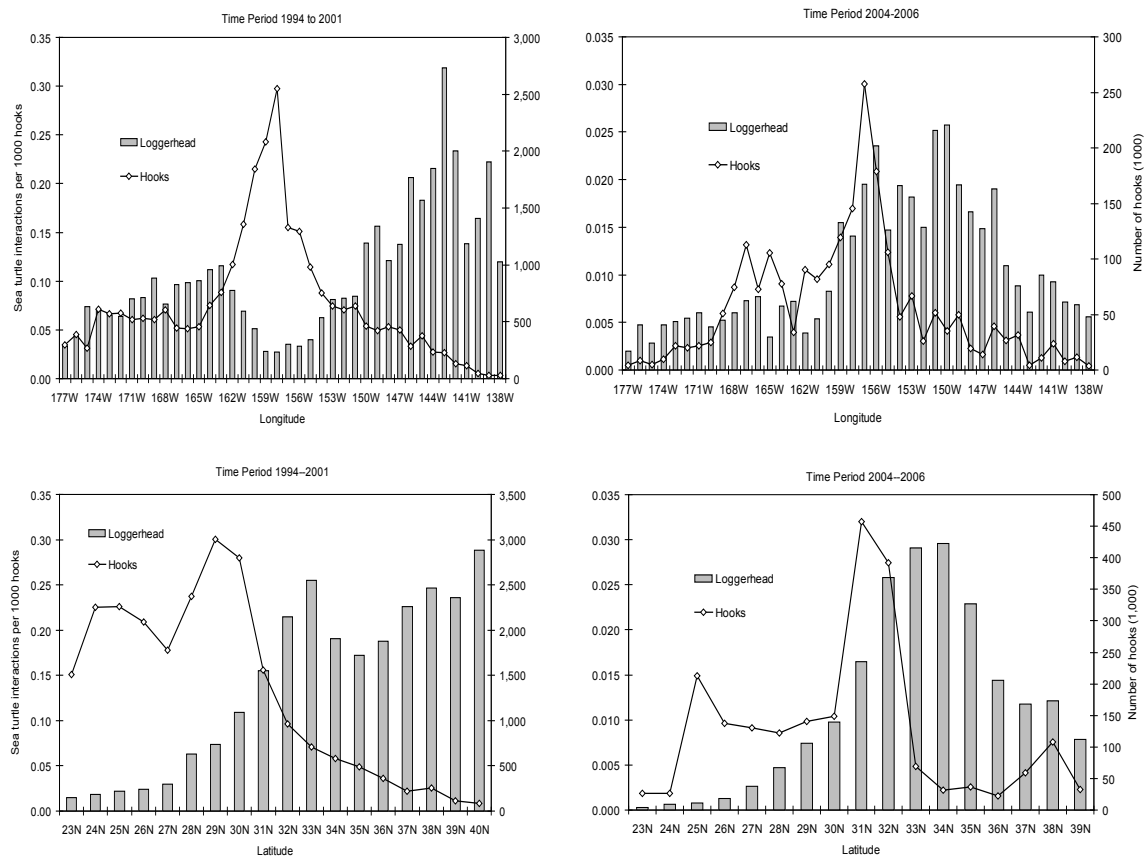 Time Period 1994 to 2001
0.35
0.30
0.25
0.20
0.15
0.10
0.05
0.00
Sea turtle interactions per 1000 hooks
Loggerhead
Hooks
3,000
2,500
2,000
1,500
1,000
500
0
177W 174W 171W 168W 165W 162W 159W 156W 153W 150W 147W 144W 141W 138W
Longitude
Time Period 2004-2006
0.035
0.030
0.025
0.020
0.015
0.010
0.005
0.000
Loggerhead
Hooks
300
250
200
150
100
50
0
Number of hooks (1000)
177W 174W 171W 168W 165W 162W 159W 156W 153W 150W 147W 144W 141W 138W
Longitude
Time Period 1994--2001
0.35
0.30
0.25
0.20
0.15
0.10
0.05
0.00
Sea turtle interactions per 1000 hooks
Loggerhead
Hooks
3,500
3,000
2,500
2,000
1,500
1,000
500
0
23N 24N 25N 26N 27N 28N 29N 30N 31N 32N 33N 34N 35N 36N 37N 38N 39N 40N
Latitude
Time Period 2004--2006
0.035
0.030
0.025
0.020
0.015
0.010
0.005
0.000
Loggerhead
Hooks
500
450
400
350
300
250
200
150
100
50
0
Number of hooks (1,000)
23N 24N 25N 26N 27N 28N 29N 30N 31N 32N 33N 34N 35N 36N 37N 38N 39N
Latitude